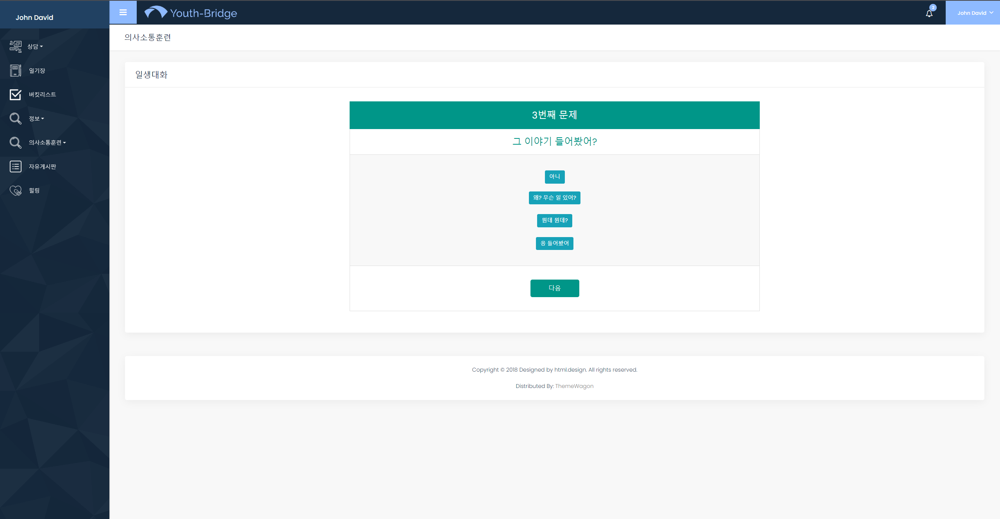 John David
Youth-Bridge
2
John David
상담
일기장
버킷리스트
정보
의사소통훈련
자유게시판
힐링
의사소통훈련
일생대화
3번째 문제
그 이야기 들어봤어?
아니
왜? 무슨 일 있어?
뭔데 뭔데?
응 들어봤어
다음
Copyright © 2018 Designed by html.design. All rights reserved.
Distributed By: ThemeWagon